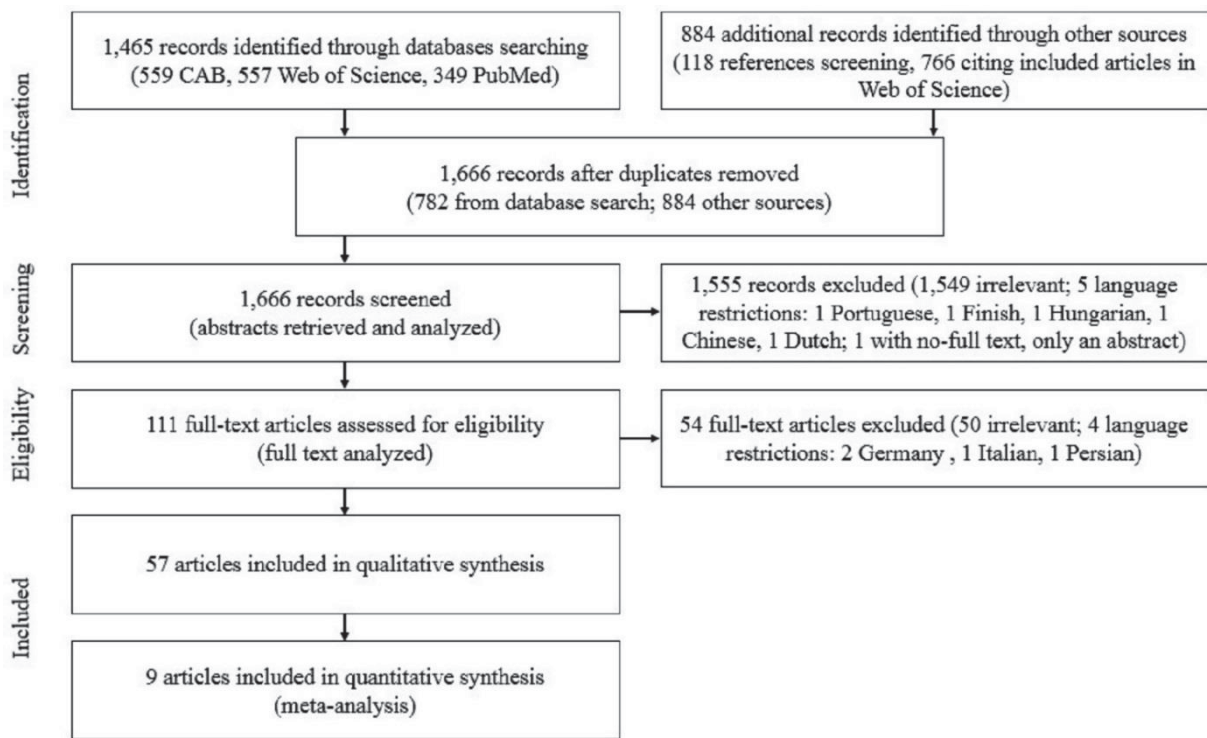 Identification
1,465 records identified through databases searching
(559 CAB, 557 Web of Science, 349 PubMed)
884 additional records identified through other sources
(118 references screening, 766 citing included articles in
Web of Science)
1,666 records after duplicates removed
(782 from database search; 884 other sources)
Screening
1,666 records screened
(abstracts retrieved and analyzed)
1,555 records excluded (1,549 irrelevant; 5 language
restrictions: 1 Portuguese, 1 Finish, 1 Hungarian, 1
Chinese, 1 Dutch; 1 with no-full text, only an abstract)
Eligibility
111 full-text articles assessed for eligibility
(full text analyzed)
54 full-text articles excluded (50 irrelevant; 4 language
restrictions: 2 Germany , 1 Italian, 1 Persian)
Included
57 articles included in qualitative synthesis
9 articles included in quantitative synthesis
(meta-analysis)